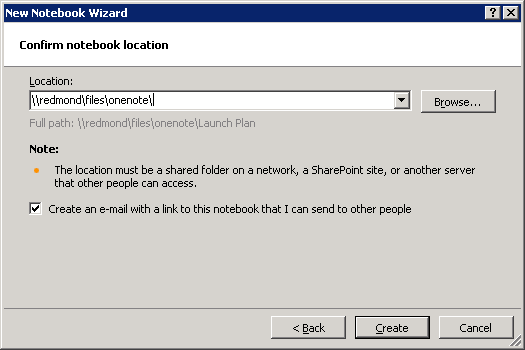 New Notebook Wizard
Confirm notebook location
Location:
\\redmond\files\onenote\
Browse...
Full path: \\redmond\files\onenote\Launch Plan
Note:
The location must be a shared folder on a network, a SharePoint site, or another server
that other people can access.
Create an e-mail with a link to this notebook that I can send to other people
< Back
Create
Cancel